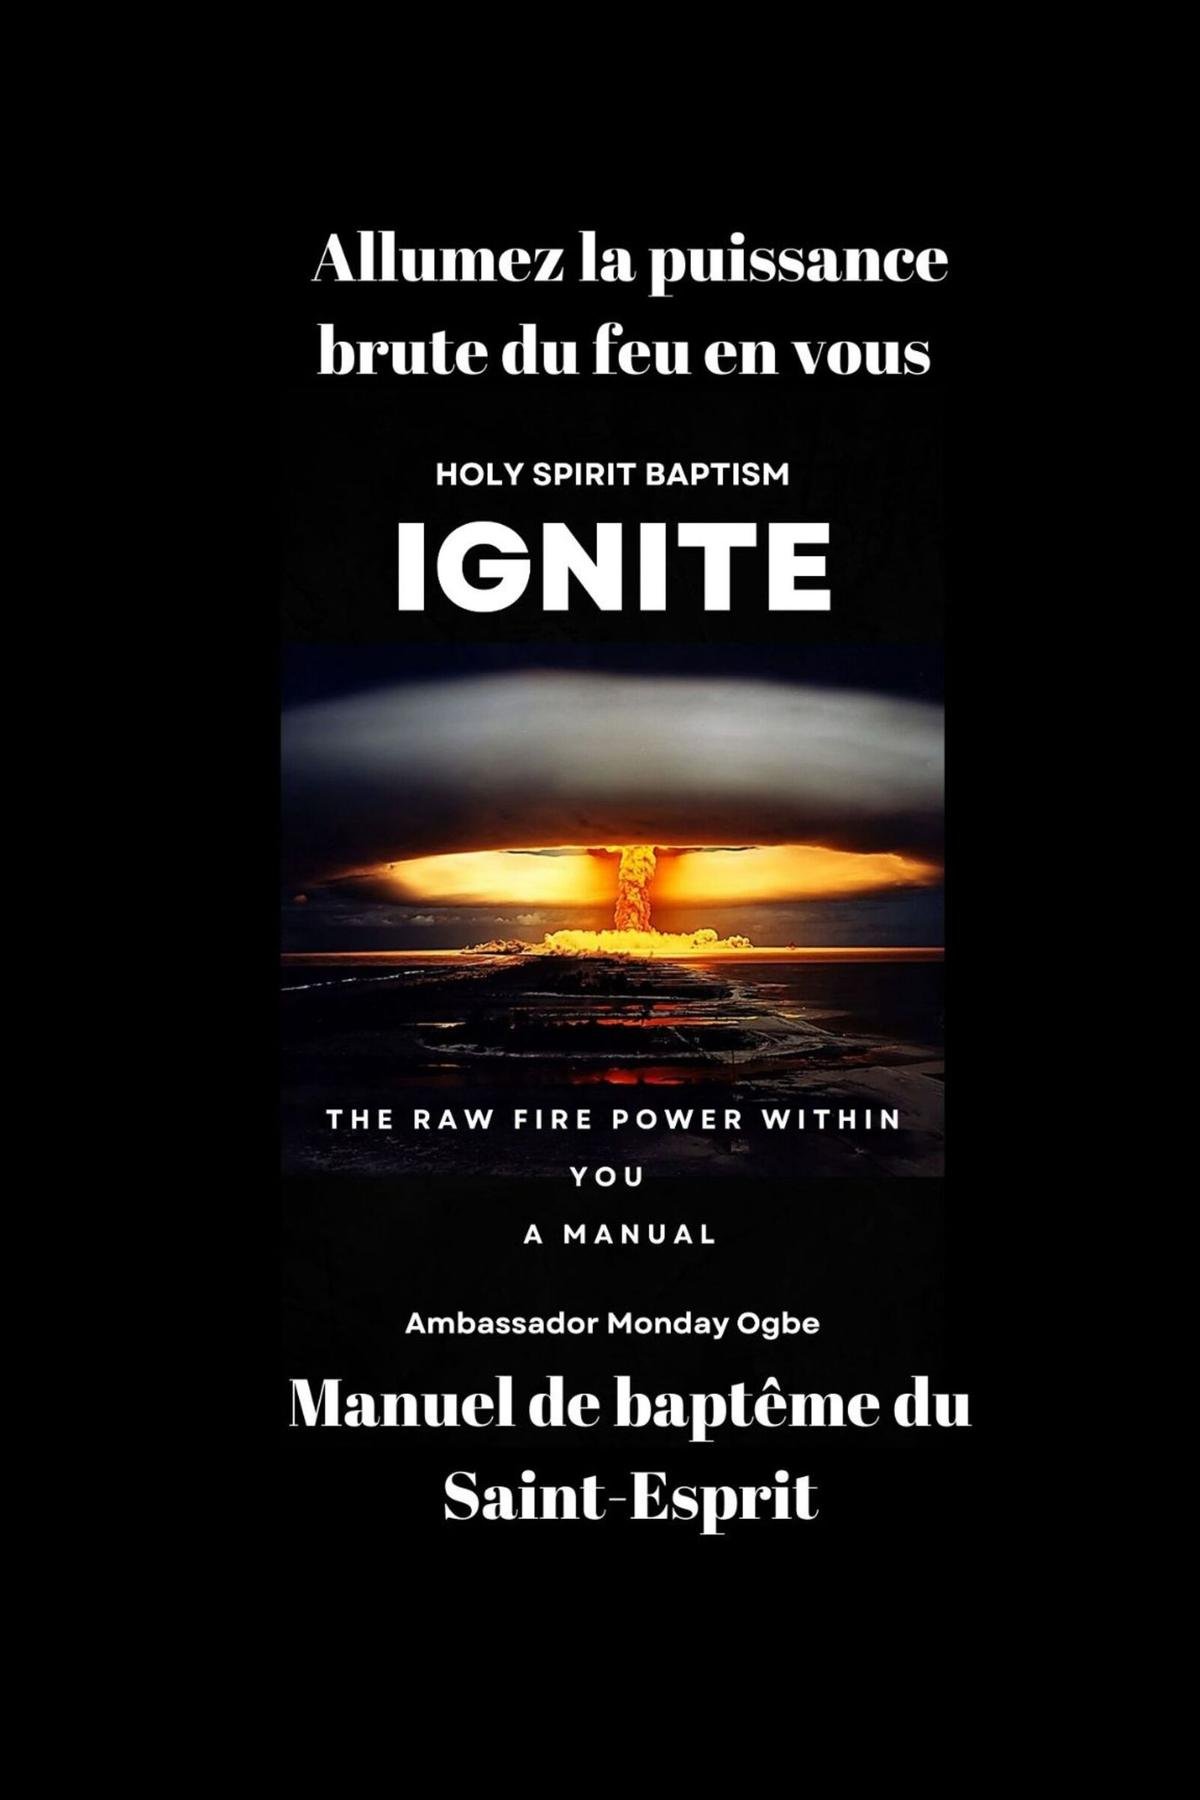 Allumez la puissance
brute du feu en vous
HOLY SPIRIT BAPTISM
IGNITE
THE RAW FIRE POWER WITHIN
YOU
A MANUAL
Ambassador Monday Ogbe
Manuel de baptême du
Saint-Esprit